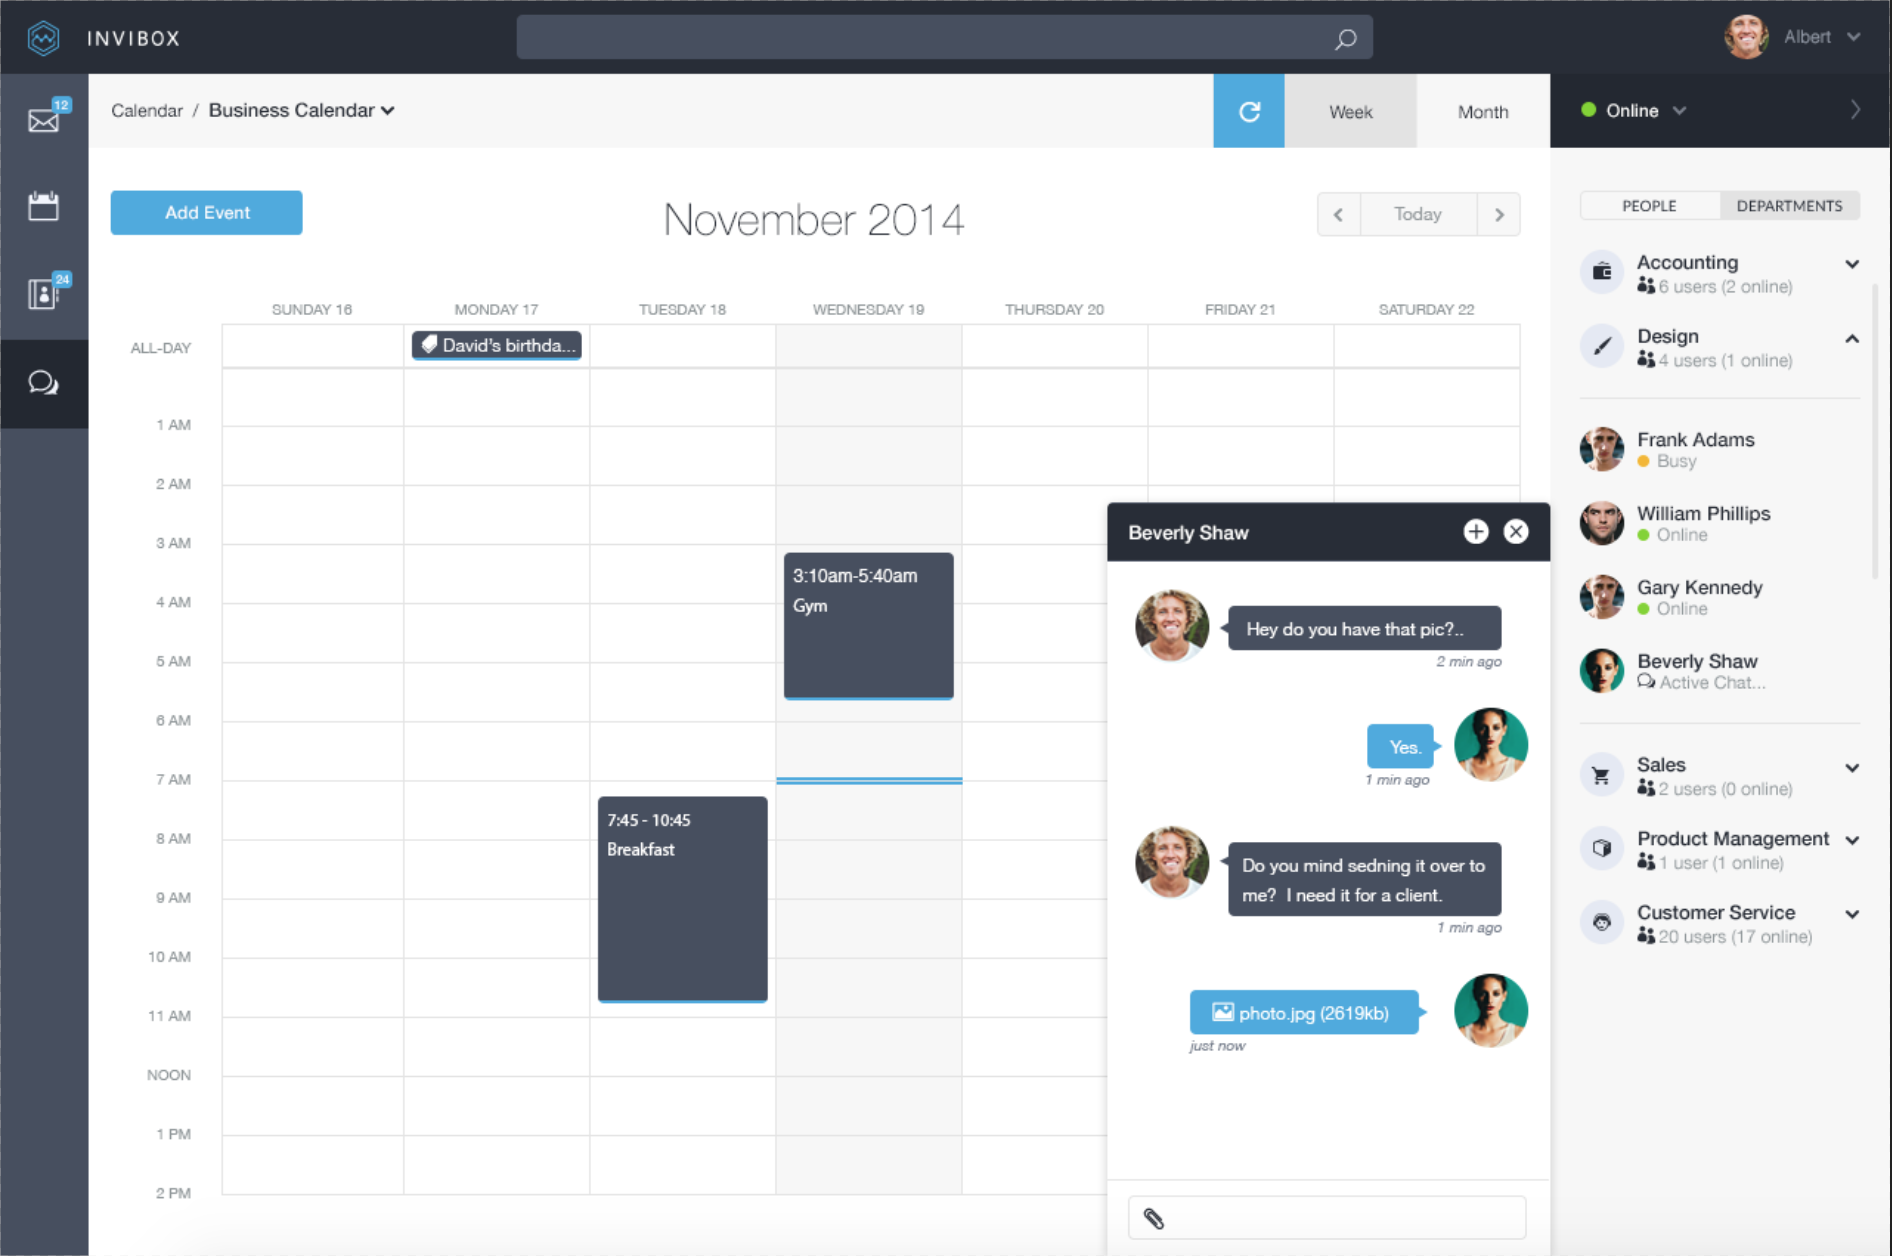 INVIBOX
Albert
12
24
Calendar / Business Calendar
Week
Month
Online
Add Event
November 2014
Today
SUNDAY 16
MONDAY 17
TUESDAY 18
WEDNESDAY 19
THURSDAY 20
FRIDAY 21
SATURDAY 22
ALL-DAY
David's birthda...
1 AM
2 AM
3 AM
4 AM
5 AM
6 AM
7 AM
8 AM
9 AM
10 AM
11 AM
NOON
1 PM
2 PM
3:10am-5:40am
Gym
7:45 - 10:45
Breakfast
Beverly Shaw
Hey do you have that pic?..
2 min ago
Yes.
1 min ago
Do you mind sedning it over to
me?  I need it for a client.
1 min ago
photo.jpg (2619kb)
just now
PEOPLE
DEPARTMENTS
Accounting
6 users (2 online)
Design
4 users (1 online)
Frank Adams
Busy
William Phillips
Online
Gary Kennedy
Online
Beverly Shaw
Active Chat...
Sales
2 users (0 online)
Product Management
1 user (1 online)
Customer Service
20 users (17 online)